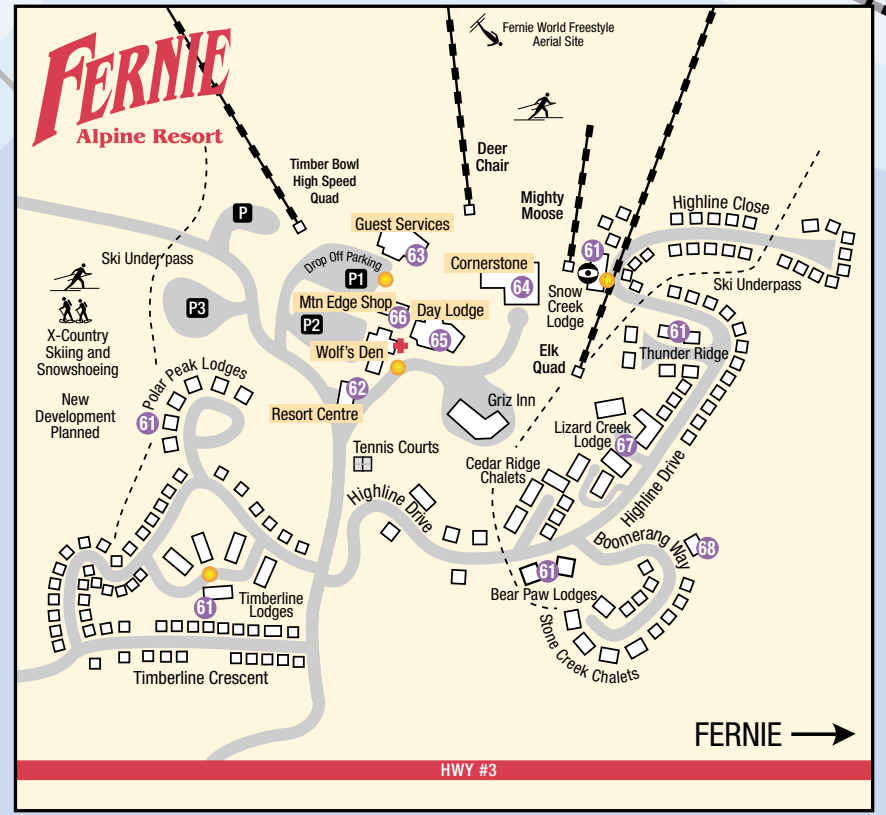 FERNIE
Alpine Resort
Fernie World Freestyle
Aerial Site
Timber Bowl
High Speed
Quad
Deer
Chair
Mighty
Moose
Highline Close
P
Guest Services
63
Drop Off Parking
P1
Cornerstone
64
61
Snow
Creek
Lodge
Ski Underpass
Ski Underpass
P3
Mtn Edge Shop
66
Day Lodge
65
P2
Wolf's Den
62
Resort Centre
Elk
Quad
61
Thunder Ridge
X-Country
Skiing and
Snowshoeing
New
Development
Planned
Polar Peak Lodges
61
Griz Inn
Lizard Creek
Lodge
67
Tennis Courts
Cedar Ridge
Chalets
Highline Drive
Highline Drive
Boomerang Way
68
61
Bear Paw Lodges
Stone Creek Chalets
61
Timberline
Lodges
Timberline Crescent
FERNIE
HWY #3